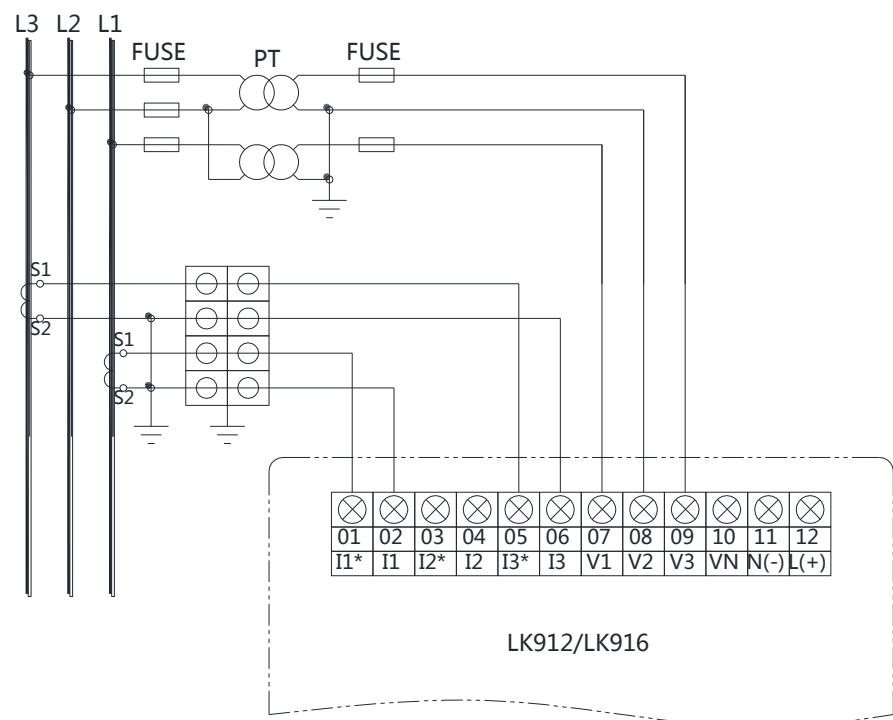 L3 L2 L1
FUSE PT FUSE
S1
S2
S1
S2
01 02 03 04 05 06 07 08 09 10 11 12
I1* I1 I2* I2 I3* I3 V1 V2 V3 VN N(-) L(+)
LK912/LK916